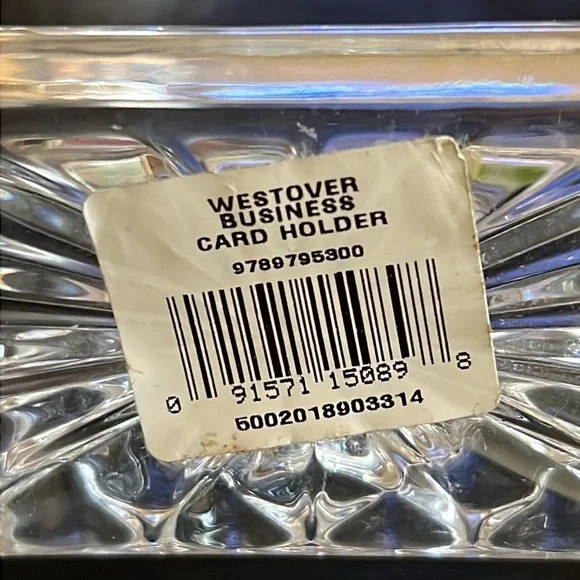 WESTOVER
BUSINESS
CARD HOLDER
9789795300
0 91571 15089 8
5002018903314